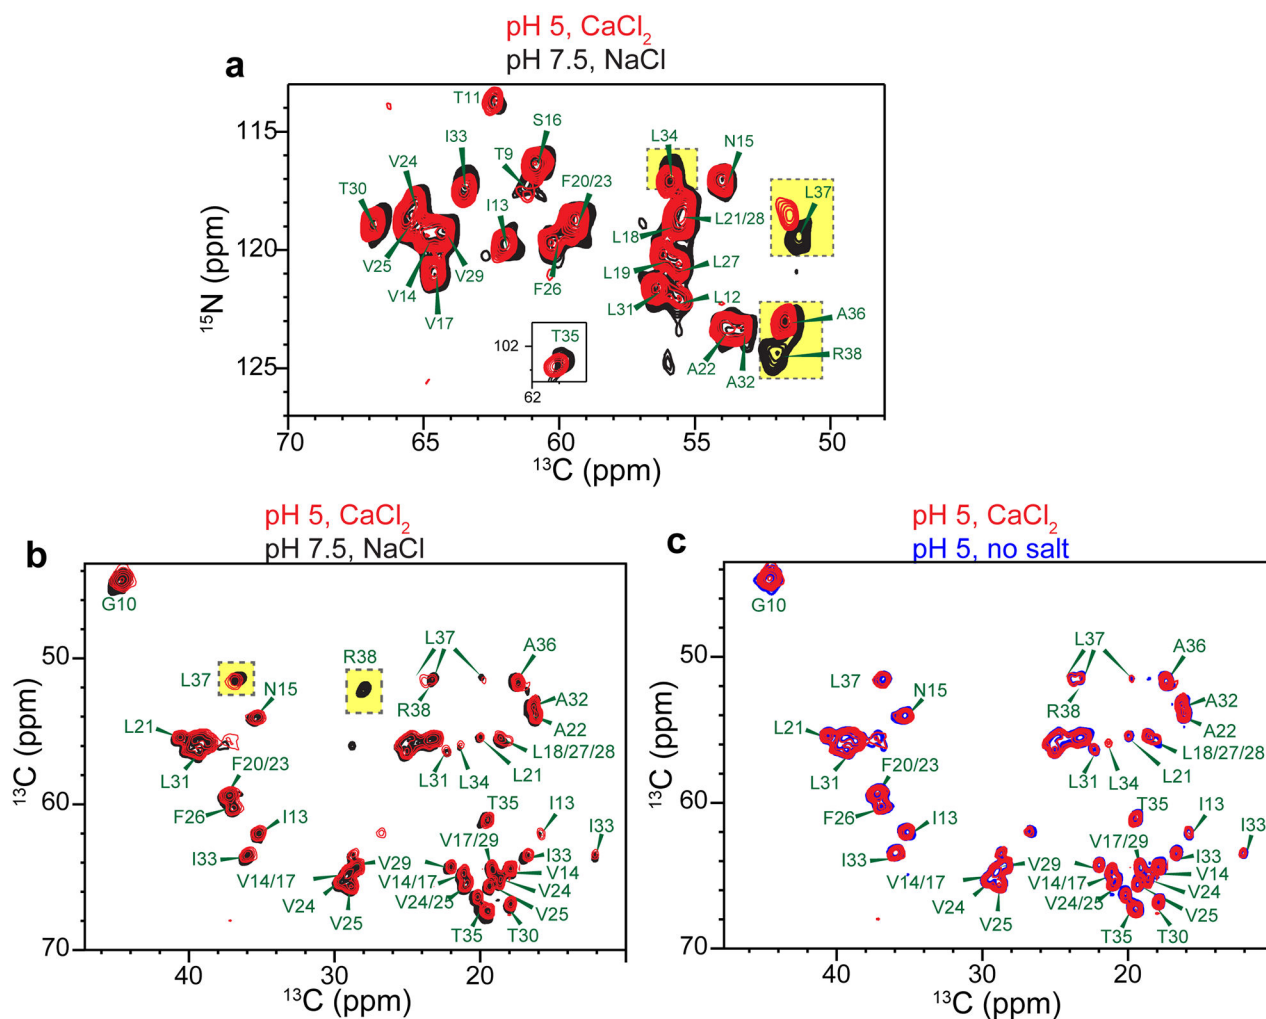 pH 5, CaCl2
pH 7.5, NaCl
a
T11
S16
I33
T9
L34
N15
V24
F20/23
L37
T30
I13
L21/28
L18
V25
V29
F26
L19
L27
V14
L31
L12
A36
V17
R38
T35
A22
A32
102
62
115
120
125
15N (ppm)
70
65
60
55
50
13C (ppm)
pH 5, CaCl2
pH 7.5, NaCl
b
G10
L37
R38
L37
A36
N15
R38
A32
A22
L21
L31
L18/27/28
L21
L34
L31
F20/23
F26
T35
I13
I13
I33
V17/29
I33
I33
V29
V14
V14/17
V14/17
V24
V24
V24/25
V25
V25
T35
T30
50
60
70
13C (ppm)
40
30
20
13C (ppm)
pH 5, CaCl2
pH 5, no salt
c
G10
L37
L37
A36
N15
R38
A32
A22
L21
L31
L18/27/28
L21
L34
L31
F20/23
F26
T35
I13
I13
I33
V17/29
I33
I33
V29
V14
V14/17
V14/17
V24
V24
V24/25
V25
V25
T35
T30
50
60
70
13C (ppm)
40
30
20
13C (ppm)